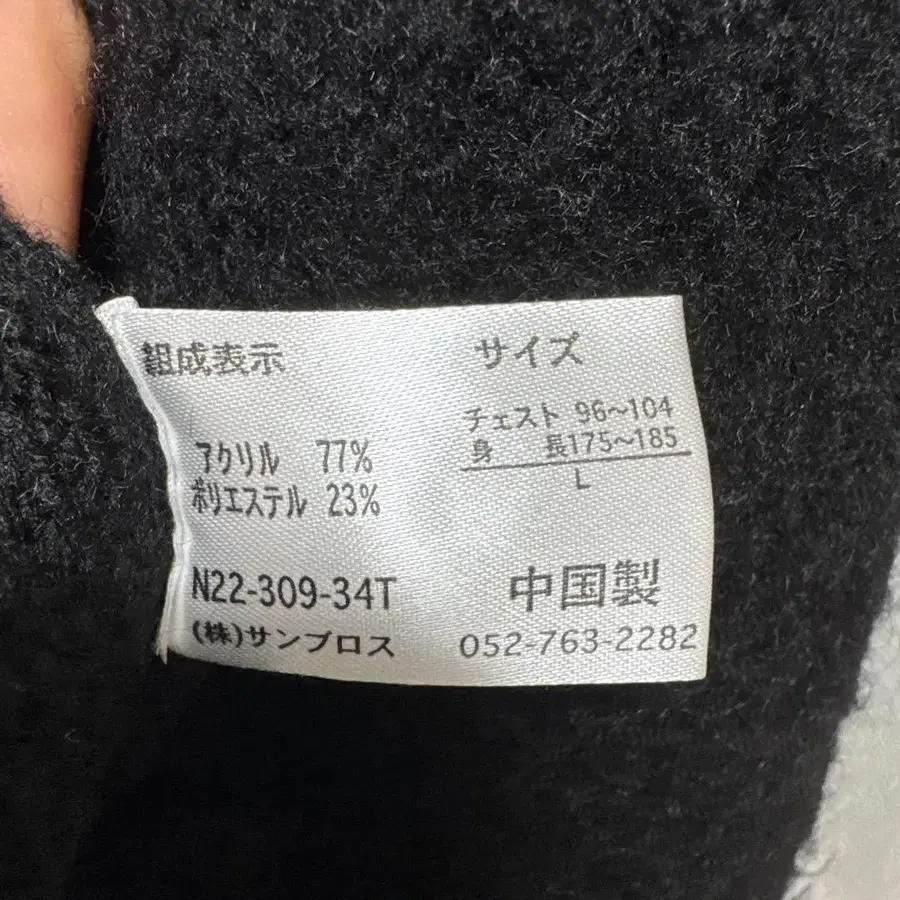 組成表示
アクリル 77%
ポリエステル 23%
N22-309-34T
(株)サンブロス
サイズ
チェスト 96〜104
身 長175〜185
L
中国製
052-763-2282